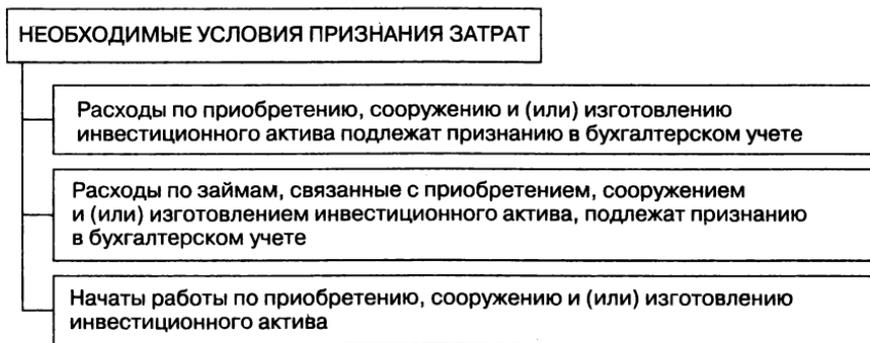 НЕОБХОДИМЫЕ УСЛОВИЯ ПРИЗНАНИЯ ЗАТРАТ
Расходы по приобретению, сооружению и (или) изготовлению
инвестиционного актива подлежат признанию в бухгалтерском учете
Расходы по займам, связанные с приобретением, сооружением
и (или) изготовлением инвестиционного актива, подлежат признанию
в бухгалтерском учете
Начаты работы по приобретению, сооружению и (или) изготовлению
инвестиционного актива